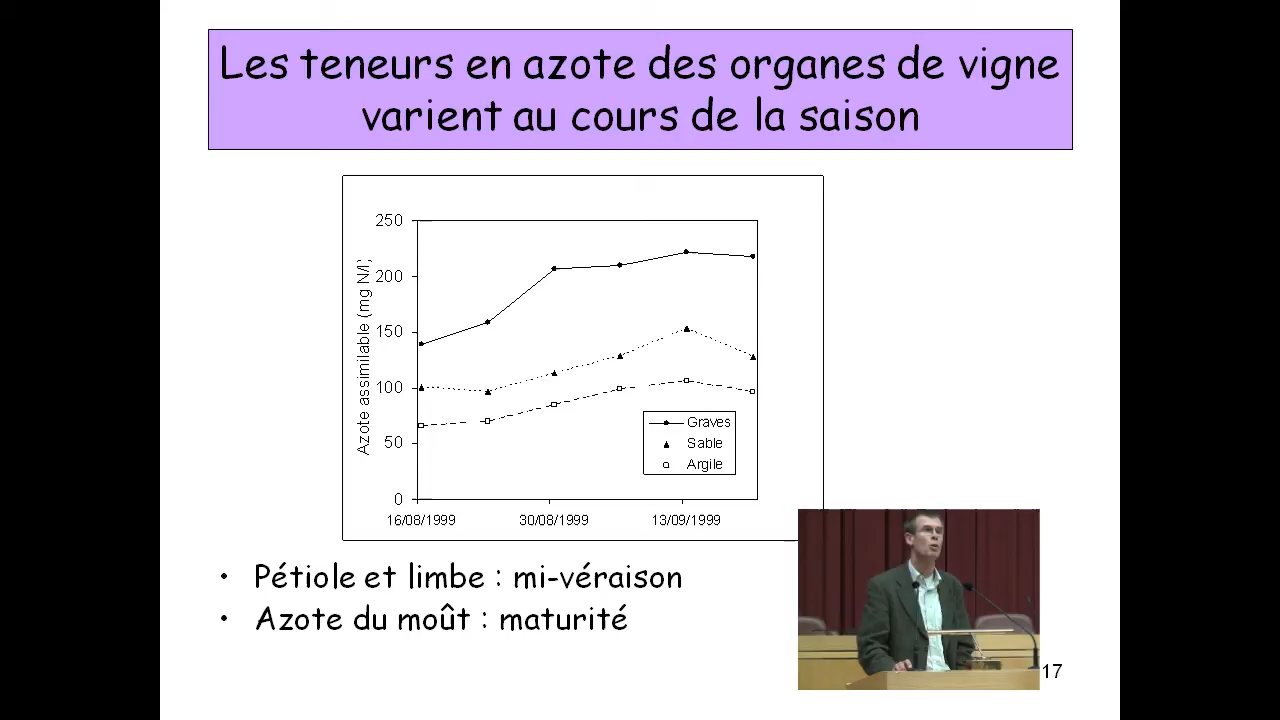 Les teneurs en azote des organes de vigne
varient au cours de la saison
250
200
150
100
50
0
Azote assimilable (mg N/l)
16/08/1999 30/08/1999 13/09/1999
Graves
Sable
Argile
• Pétiole et limbe : mi-véraison
• Azote du moût : maturité
17